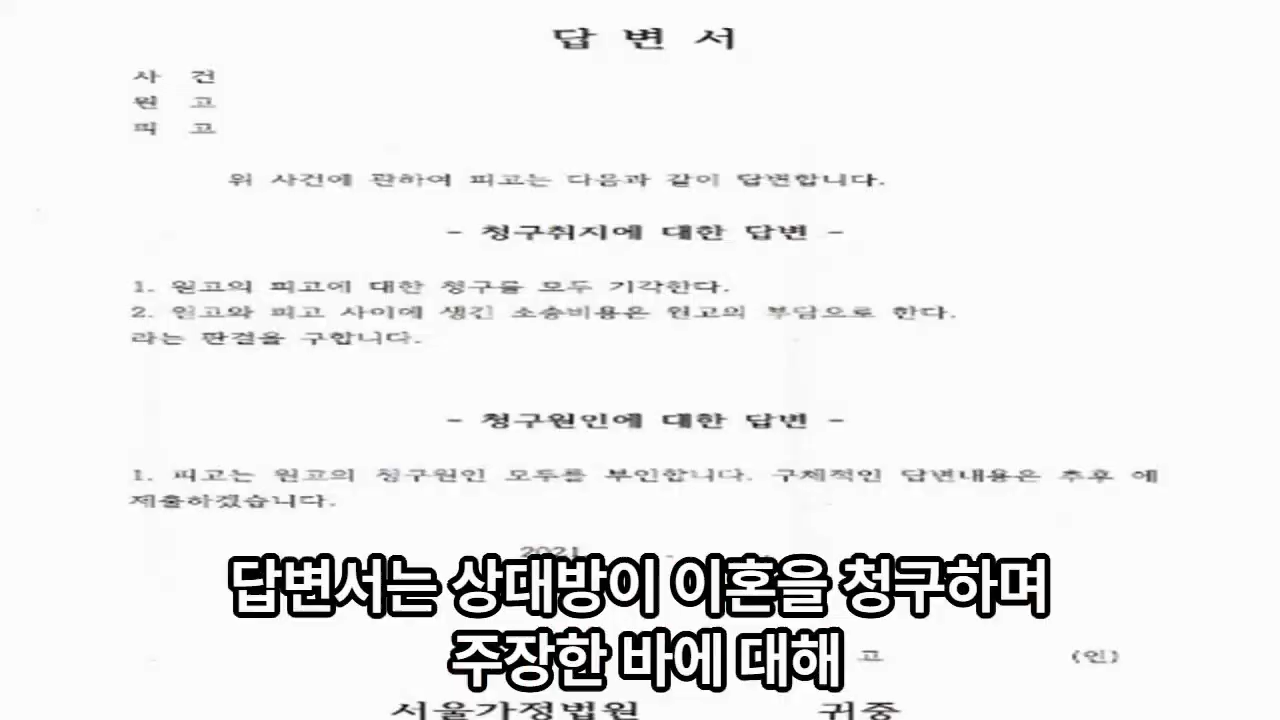 답 변 서
사 건
원 고
피 고
위 사건에 관하여 피고는 다음과 같이 답변합니다.
- 청구취지에 대한 답변 -
1. 원고의 피고에 대한 청구를 모두 기각한다.
2. 원고와 피고 사이에 생긴 소송비용은 원고의 부담으로 한다.
라는 판결을 구합니다.
- 청구원인에 대한 답변 -
1. 피고는 원고의 청구원인 모두를 부인합니다. 구체적인 답변내용은 추후 에
제출하겠습니다.
2021 . .
답변서는 상대방이 이혼을 청구하며
주장한 바에 대해
고 (인)
서울가정법원 귀중